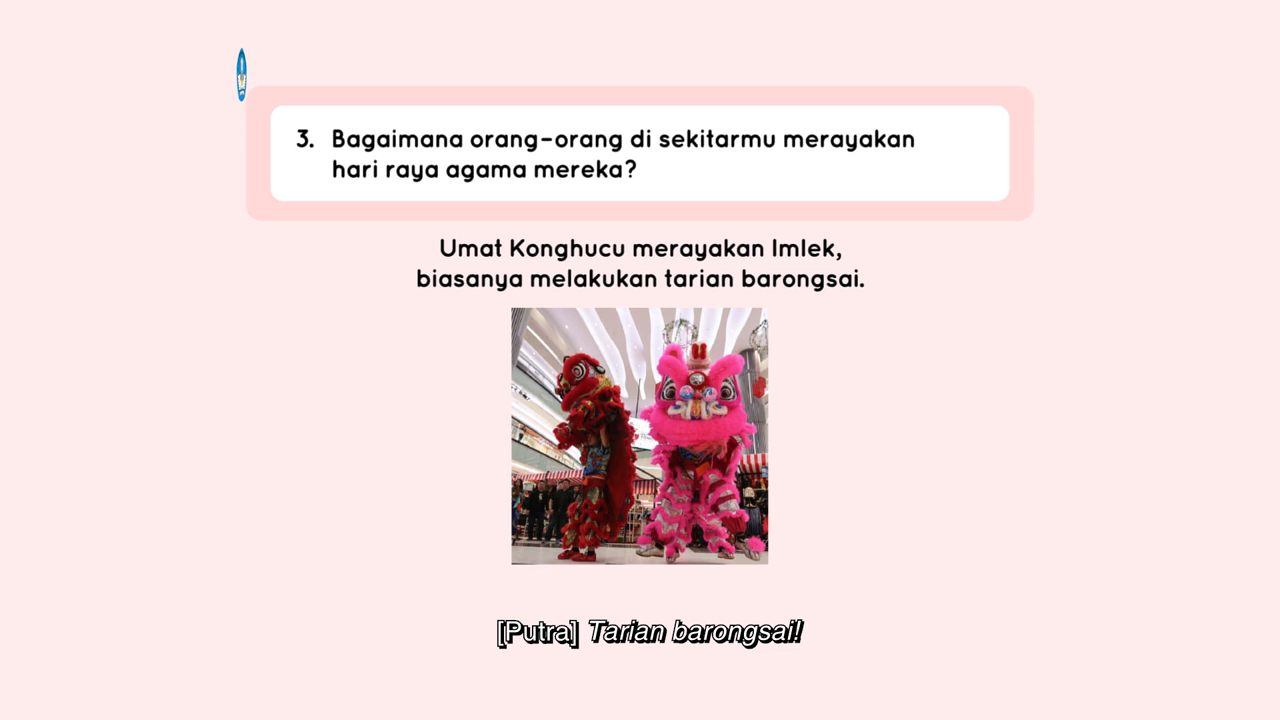 3. Bagaimana orang-orang di sekitarmu merayakan
hari raya agama mereka?
Umat Konghucu merayakan Imlek,
biasanya melakukan tarian barongsai.
[Putra] Tarian barongsai!